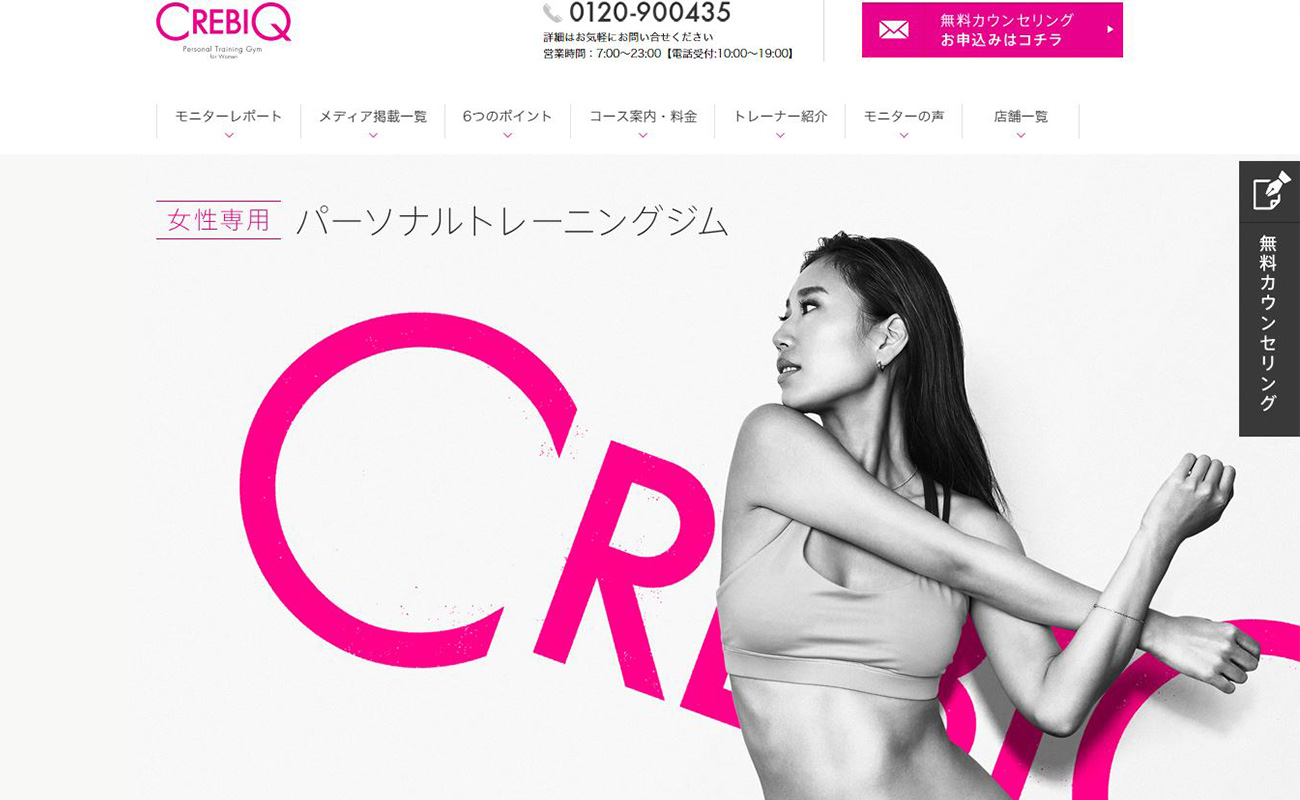 CREBIQ
Personal Training Gym
for Women
0120-900435
詳細はお気軽にお問い合せください
営業時間：7:00～23:00【電話受付:10:00～19:00】
無料カウンセリング
お申込みはコチラ
モニターレポート
メディア掲載一覧
6つのポイント
コース案内・料金
トレーナー紹介
モニターの声
店舗一覧
女性専用 パーソナルトレーニングジム
無料カウンセリング
CREBIQ